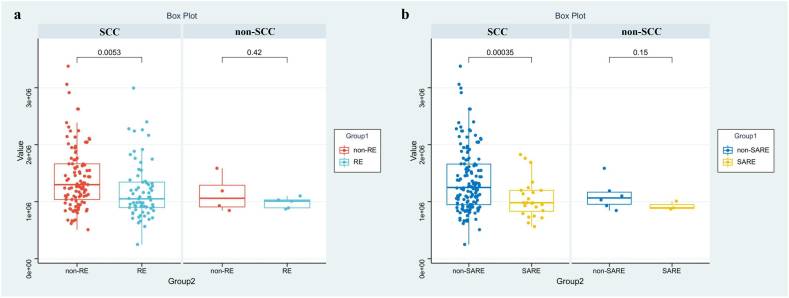 a
Box Plot
SCC
non-SCC
0.0053
0.42
Value
3e+06
2e+06
1e+06
0e+00
non-RE
RE
non-RE
RE
Group2
Group1
non-RE
RE
b
Box Plot
SCC
non-SCC
0.00035
0.15
Value
3e+06
2e+06
1e+06
0e+00
non-SARE
SARE
non-SARE
SARE
Group2
Group1
non-SARE
SARE